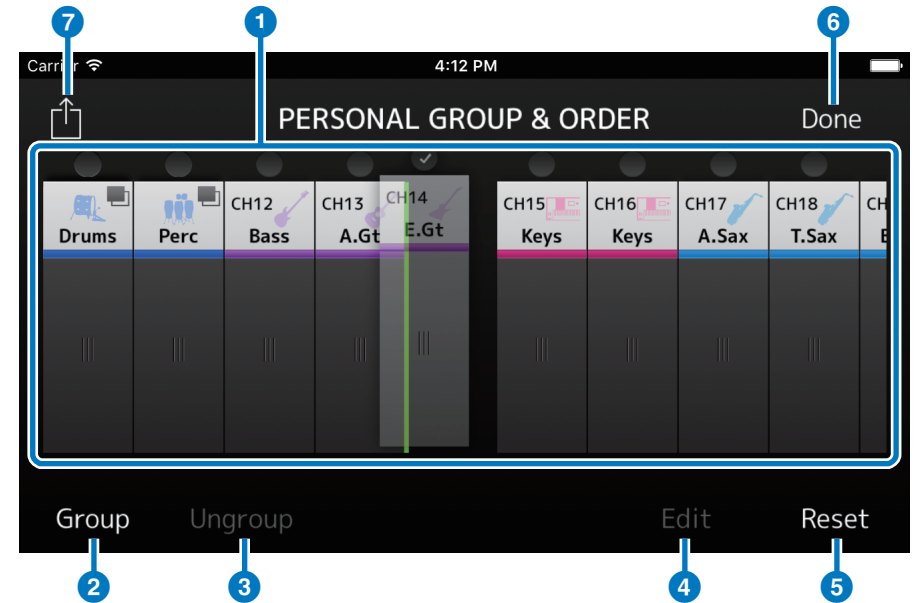 7 1 6
Carrier 4:12 PM
PERSONAL GROUP & ORDER Done
CH12 CH13 CH14 CH15 CH16 CH17 CH18 CH
Drums Perc Bass A.Gt E.Gt Keys Keys A.Sax T.Sax
Group Ungroup Edit Reset
2 3 4 5